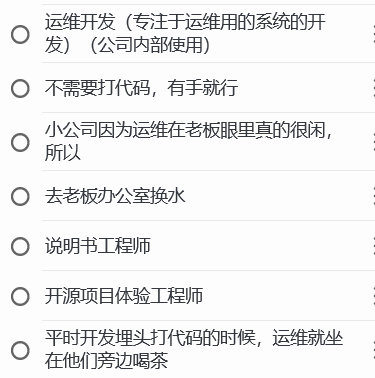 运维开发（专注于运维用的系统的开
发）（公司内部使用）
不需要打代码，有手就行
小公司因为运维在老板眼里真的很闲，
所以
去老板办公室换水
说明书工程师
开源项目体验工程师
平时开发埋头打代码的时候，运维就坐
在他们旁边喝茶